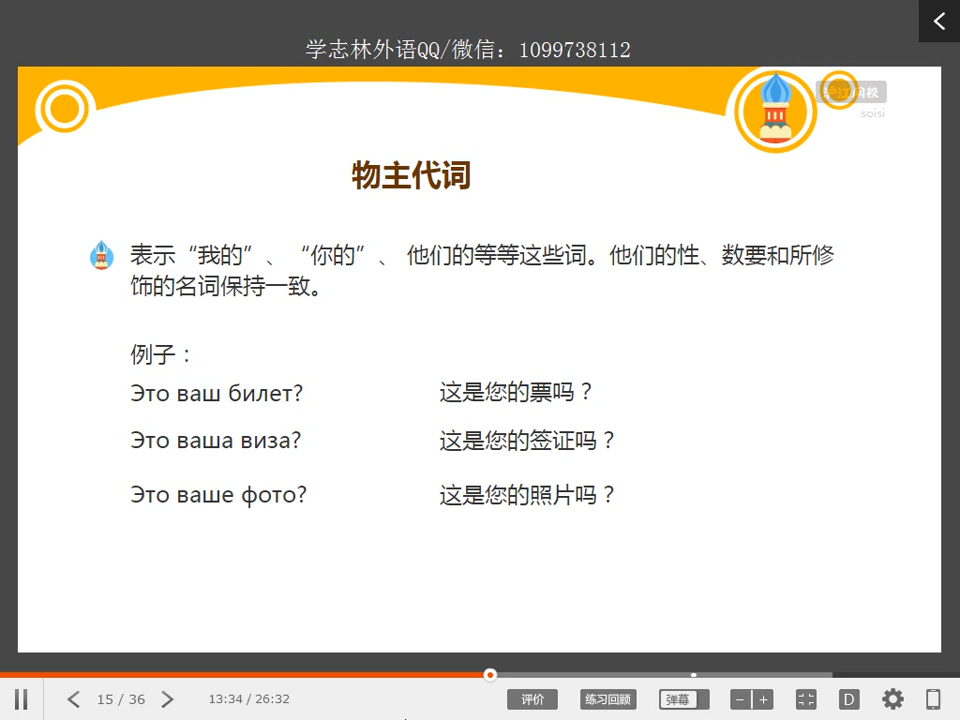 学志林外语QQ/微信：1099738112
沪江网校
soisi
物主代词
表示“我的”、“你的”、 他们的等等这些词。他们的性、数要和所修
饰的名词保持一致。
例子：
Это ваш билет? 这是您的票吗？
Это ваша виза? 这是您的签证吗？
Это ваше фото? 这是您的照片吗？
15 / 36 13:34 / 26:32 评价 练习回顾 弹幕 D